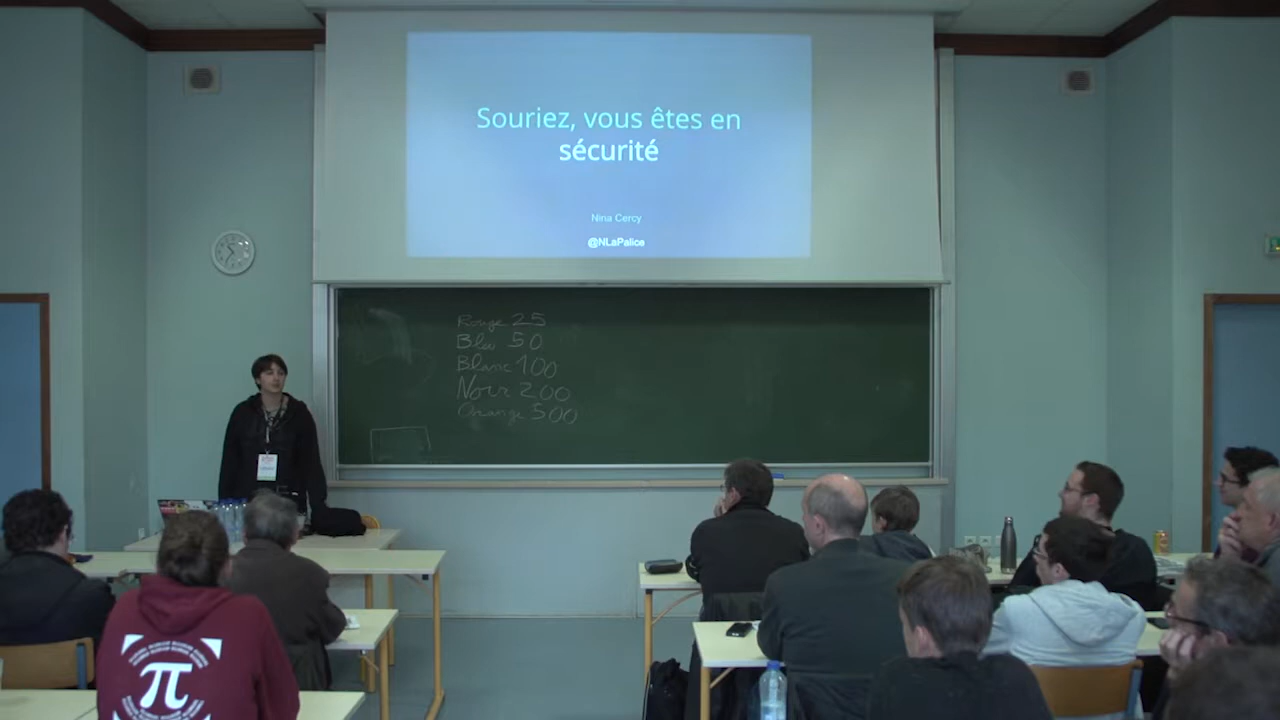 Souriez, vous êtes en
sécurité
Nina Cercy
@NLaPalice
Rouge 25
Bleu 50
Blanc 100
Noir 200
Orange 500
π